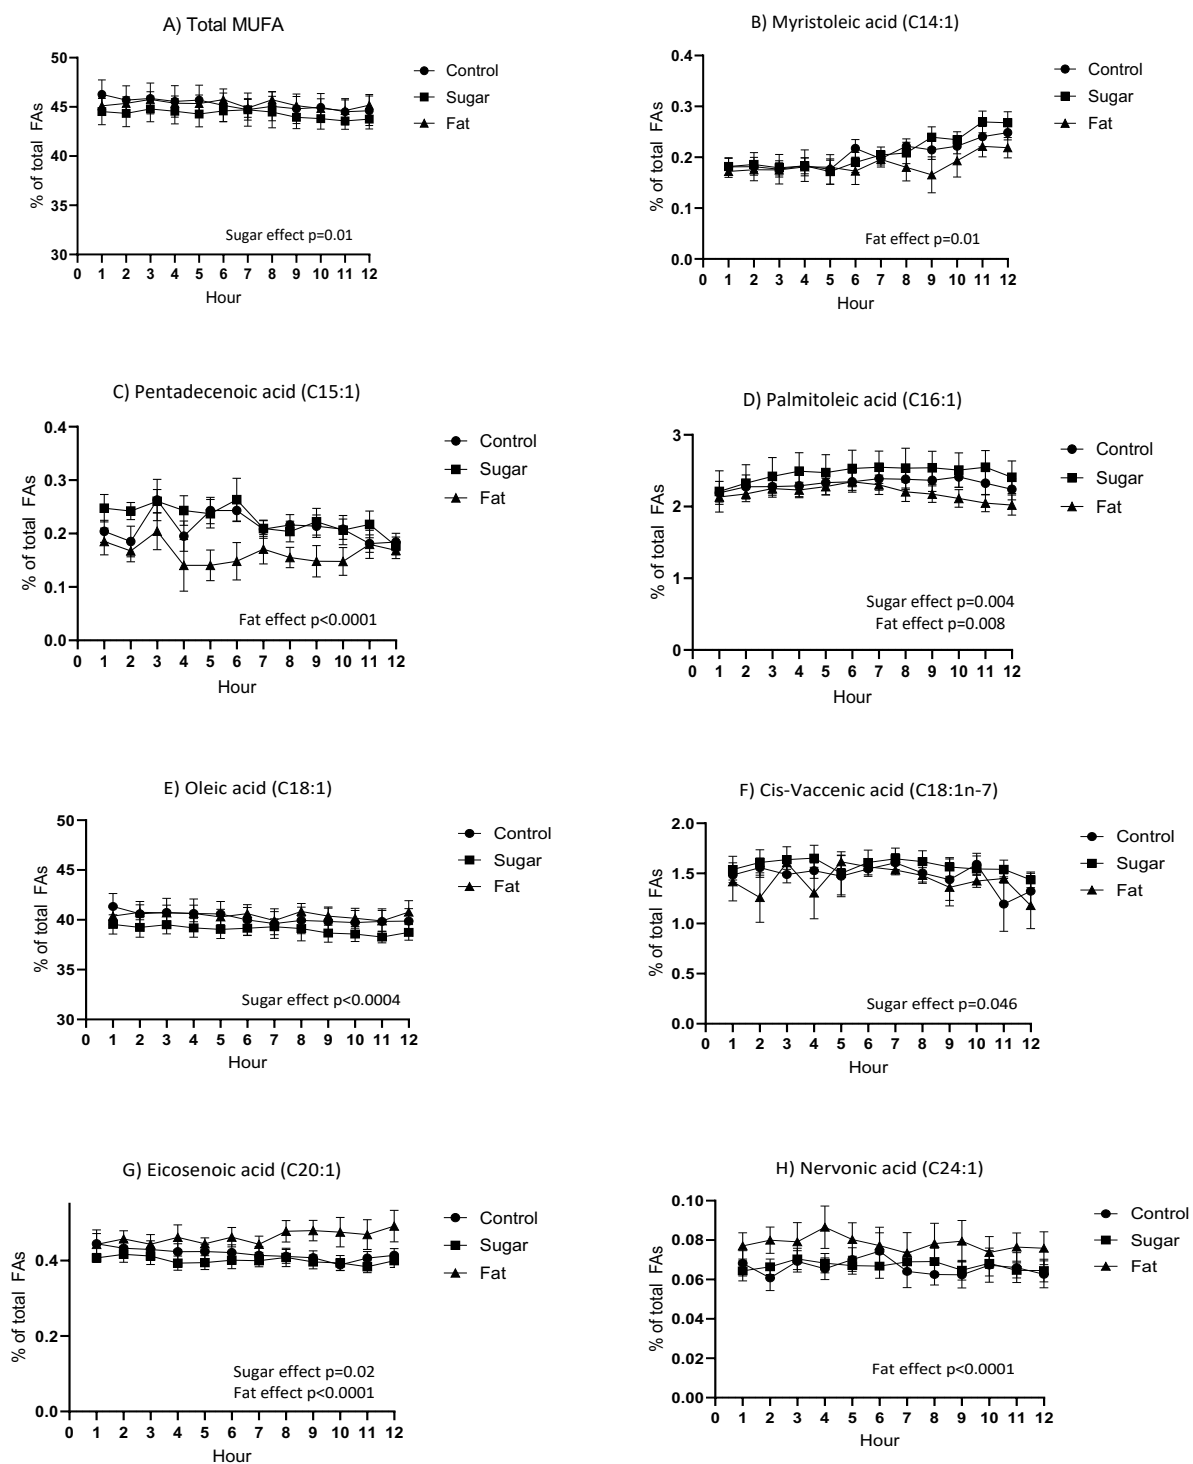 A) Total MUFA
50
45
40
35
30
% of total FAs
0 1 2 3 4 5 6 7 8 9 10 11 12
Hour
Control
Sugar
Fat
Sugar effect p=0.01
B) Myristoleic acid (C14:1)
0.4
0.3
0.2
0.1
0.0
% of total FAs
0 1 2 3 4 5 6 7 8 9 10 11 12
Hour
Control
Sugar
Fat
Fat effect p=0.01
C) Pentadecenoic acid (C15:1)
0.4
0.3
0.2
0.1
0.0
% of total FAs
0 1 2 3 4 5 6 7 8 9 10 11 12
Hour
Control
Sugar
Fat
Fat effect p<0.0001
D) Palmitoleic acid (C16:1)
3
2
1
0
% of total FAs
0 1 2 3 4 5 6 7 8 9 10 11 12
Hour
Control
Sugar
Fat
Sugar effect p=0.004
Fat effect p=0.008
E) Oleic acid (C18:1)
50
45
40
35
30
% of total FAs
0 1 2 3 4 5 6 7 8 9 10 11 12
Hour
Control
Sugar
Fat
Sugar effect p<0.0004
F) Cis-Vaccenic acid (C18:1n-7)
2.0
1.5
1.0
0.5
0.0
% of total FAs
0 1 2 3 4 5 6 7 8 9 10 11 12
Hour
Control
Sugar
Fat
Sugar effect p=0.046
G) Eicosenoic acid (C20:1)
0.4
0.2
0.0
% of total FAs
0 1 2 3 4 5 6 7 8 9 10 11 12
Hour
Control
Sugar
Fat
Sugar effect p=0.02
Fat effect p<0.0001
H) Nervonic acid (C24:1)
0.10
0.08
0.06
0.04
0.02
0.00
% of total FAs
0 1 2 3 4 5 6 7 8 9 10 11 12
Hour
Control
Sugar
Fat
Fat effect p<0.0001